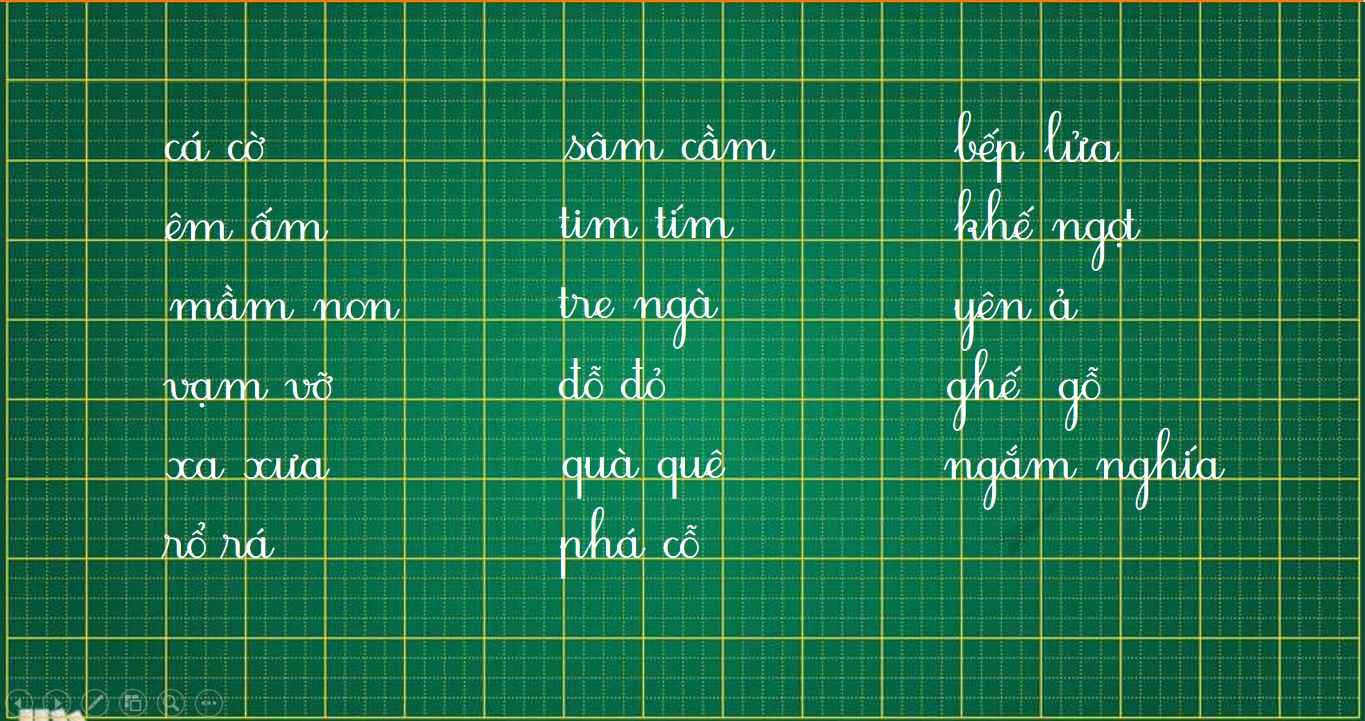 cá cờ
êm ấm
mầm non
vạm vỡ
xa xưa
rổ rá
sâm cầm
tim tím
tre ngà
đỗ đỏ
quà quê
phá cỗ
bếp lửa
khế ngọt
yên ả
ghế gỗ
ngắm nghía